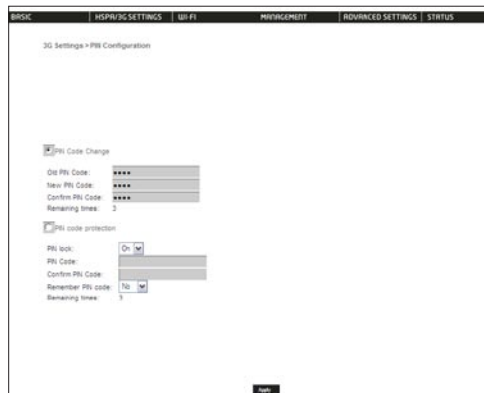 BASIC HSPA/3G SETTINGS WI-FI MANAGEMENT ADVANCED SETTINGS STATUS
3G Settings > PIN Configuration
PIN Code Change
Old PIN Code: ••••
New PIN Code: ••••
Confirm PIN Code: ••••
Remaining times: 3
PIN code protection
PIN lock: On
PIN Code:
Confirm PIN Code:
Remember PIN code: No
Remaining times: 3
Apply